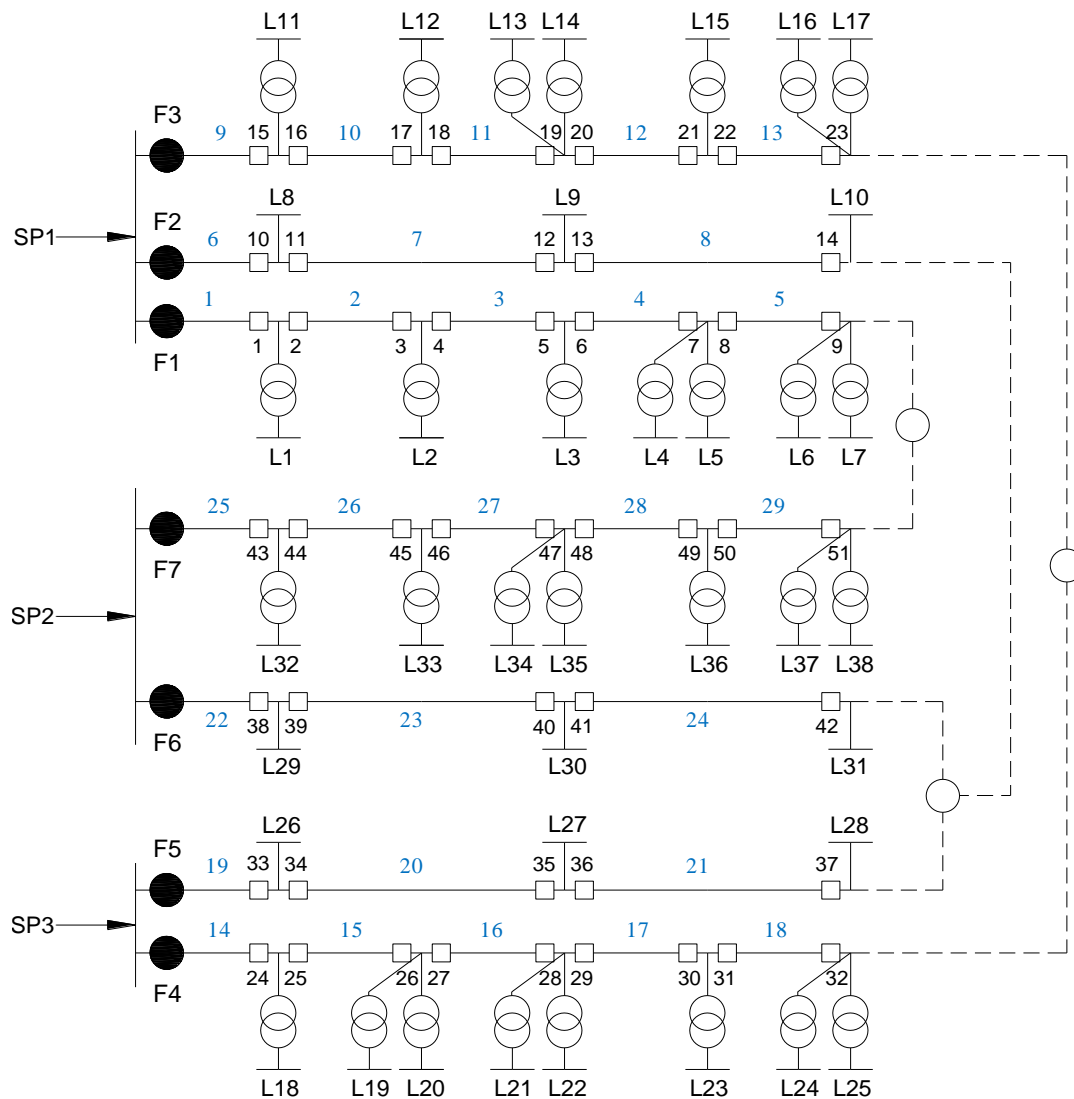 L11 L12 L13 L14 L15 L16 L17
F3 9 15 16 10 17 18 11 19 20 12 21 22 13 23
L8 L9 L10
SP1 F2 6 10 11 7 12 13 8 14
1 2 3 4 5
F1 1 2 3 4 5 6 7 8 9
L1 L2 L3 L4 L5 L6 L7
25 26 27 28 29
F7 43 44 45 46 47 48 49 50 51
SP2
L32 L33 L34 L35 L36 L37 L38
22 38 39 23 40 41 24 42
F6 L29 L30 L31
L26 L27 L28
F5 19 33 34 20 35 36 21 37
SP3 14 15 16 17 18
F4 24 25 26 27 28 29 30 31 32
L18 L19 L20 L21 L22 L23 L24 L25